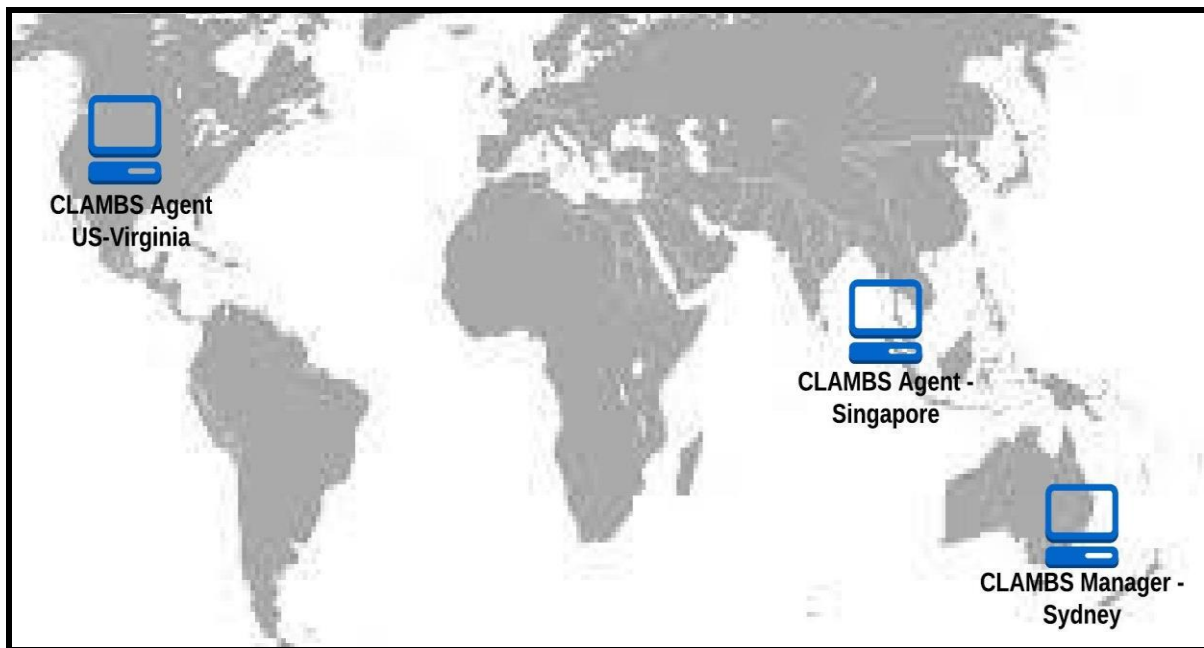 CLAMBS Agent
US-Virginia
CLAMBS Agent -
Singapore
CLAMBS Manager -
Sydney